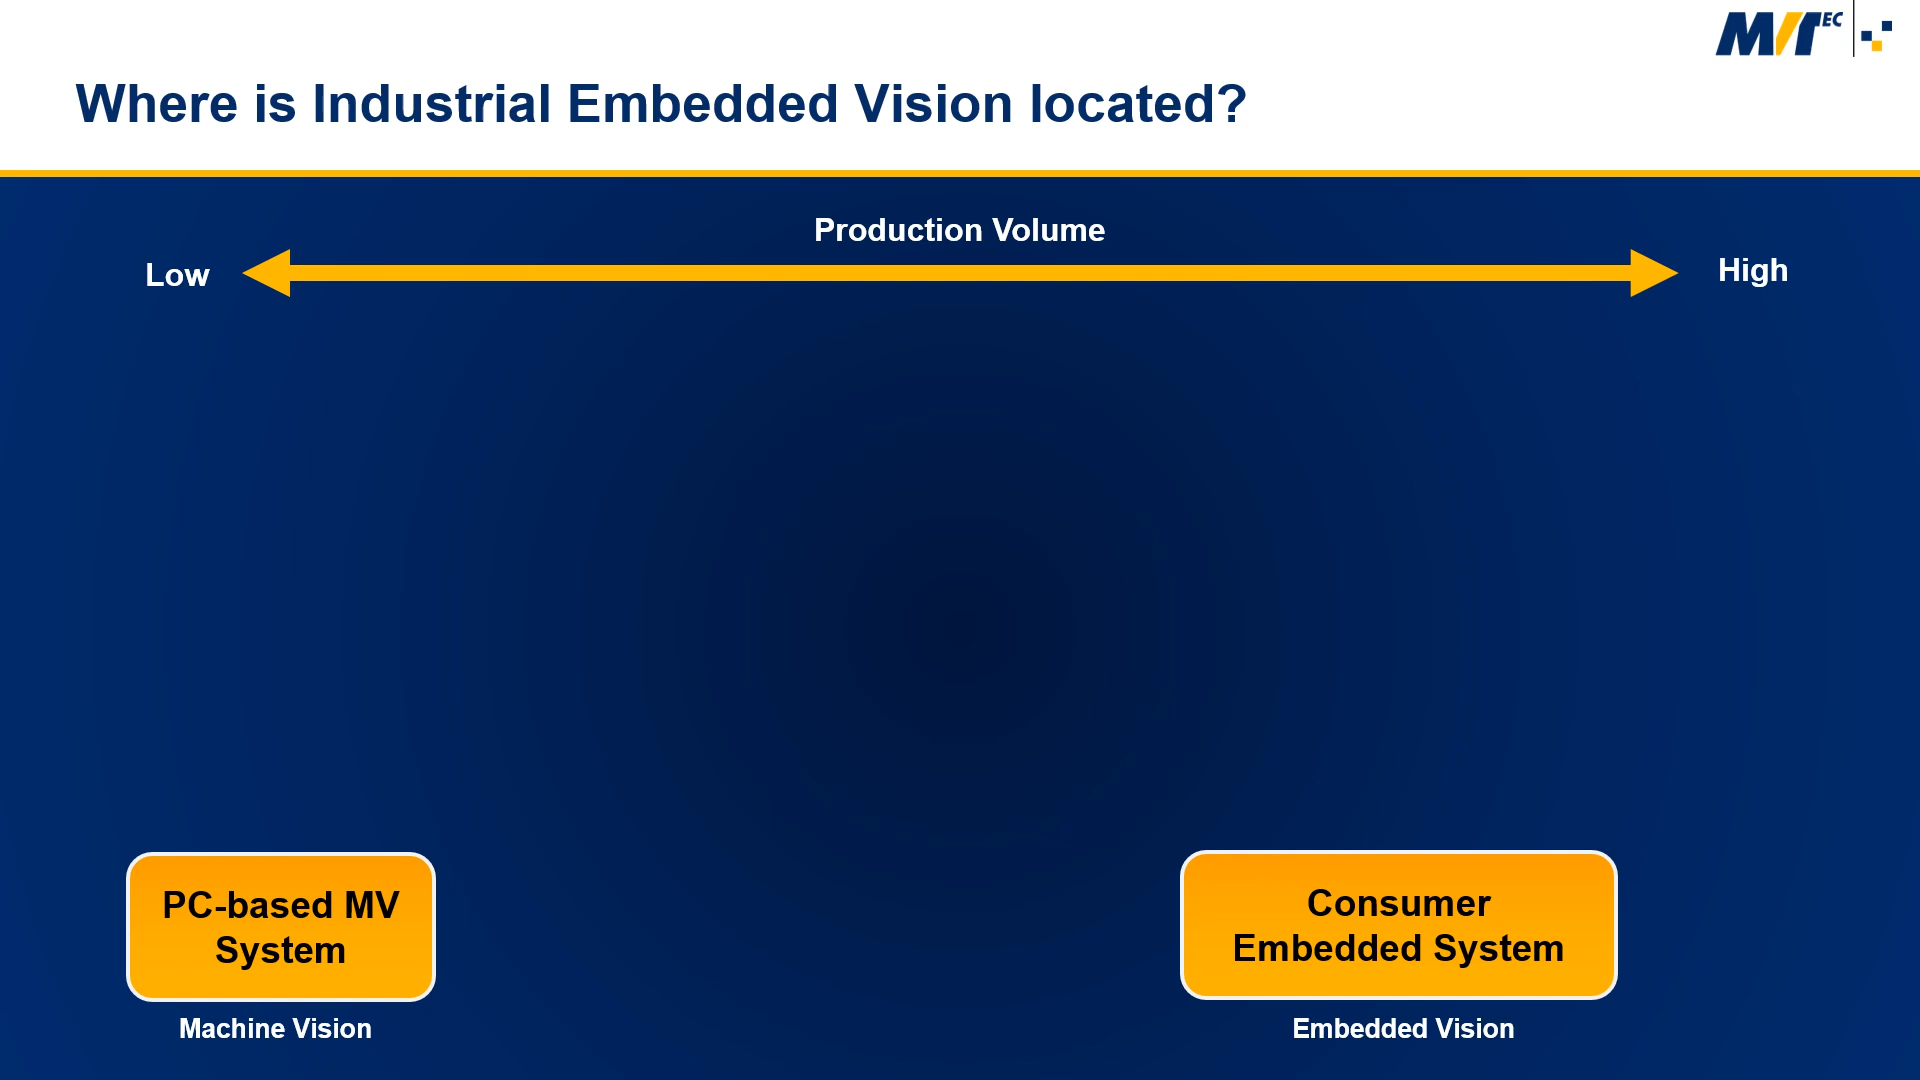 MVTEC
Where is Industrial Embedded Vision located?
Production Volume
Low
High
PC-based MV
System
Machine Vision
Consumer
Embedded System
Embedded Vision